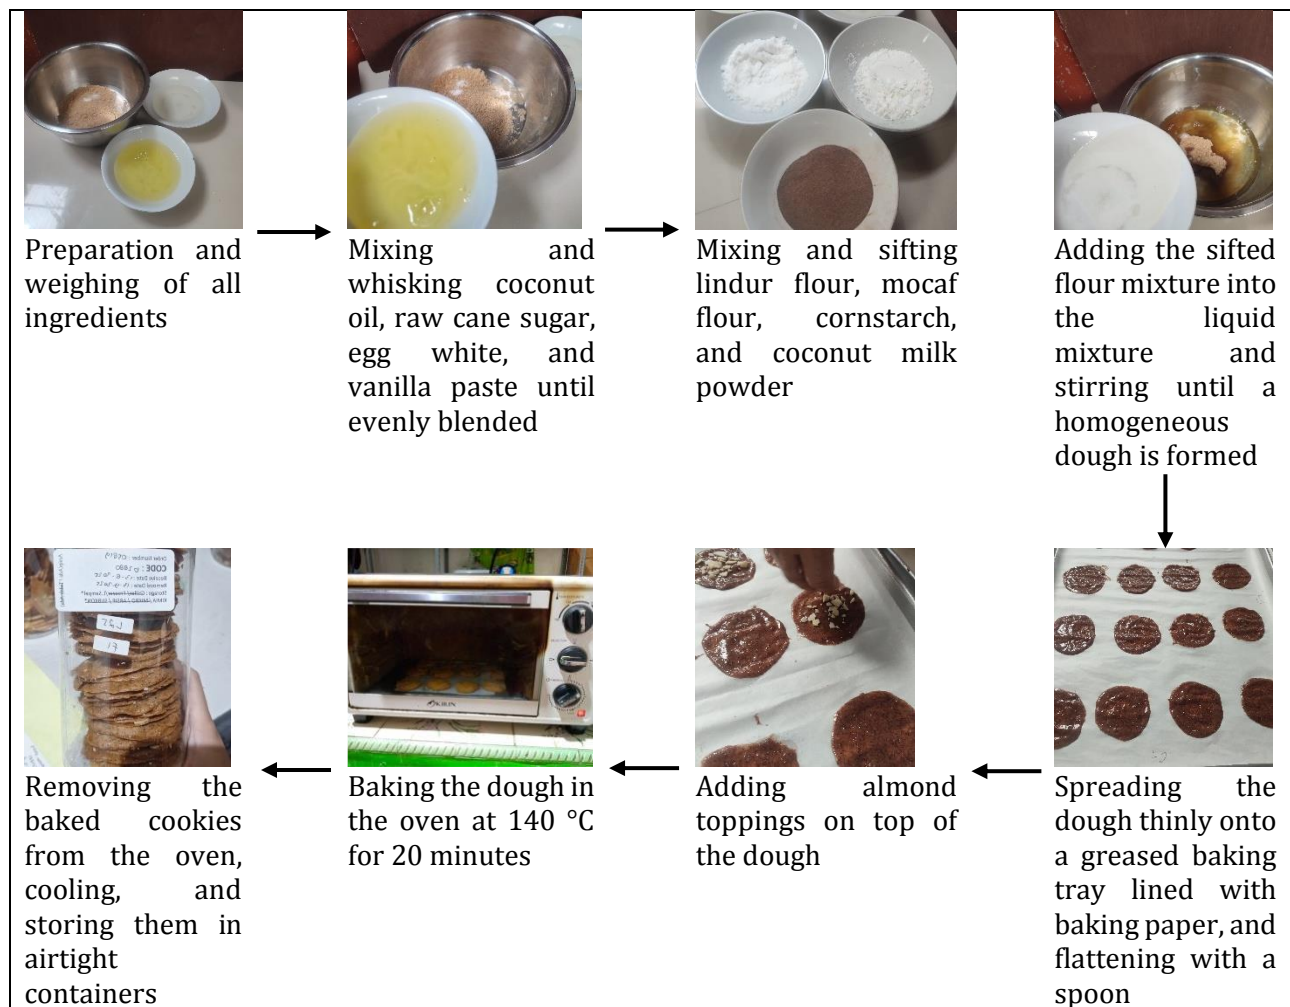 Preparation and
weighing of all
ingredients
Mixing and
whisking coconut
oil, raw cane sugar,
egg white, and
vanilla paste until
evenly blended
Mixing and sifting
lindur flour, mocaf
flour, cornstarch,
and coconut milk
powder
Adding the sifted
flour mixture into
the liquid
mixture and
stirring until a
homogeneous
dough is formed
CODE :
Removing the
baked cookies
from the oven,
cooling, and
storing them in
airtight
containers
KIRIN
Baking the dough in
the oven at 140 °C
for 20 minutes
Adding almond
toppings on top of
the dough
Spreading the
dough thinly onto
a greased baking
tray lined with
baking paper, and
flattening with a
spoon